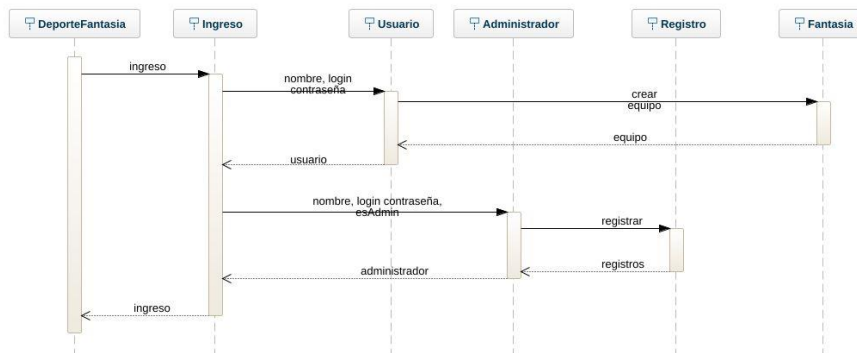 DeporteFantasia
Ingreso
Usuario
Administrador
Registro
Fantasia
ingreso
nombre, login
contraseña
crear
equipo
equipo
usuario
nombre, login contraseña,
esAdmin
registrar
registros
administrador
ingreso